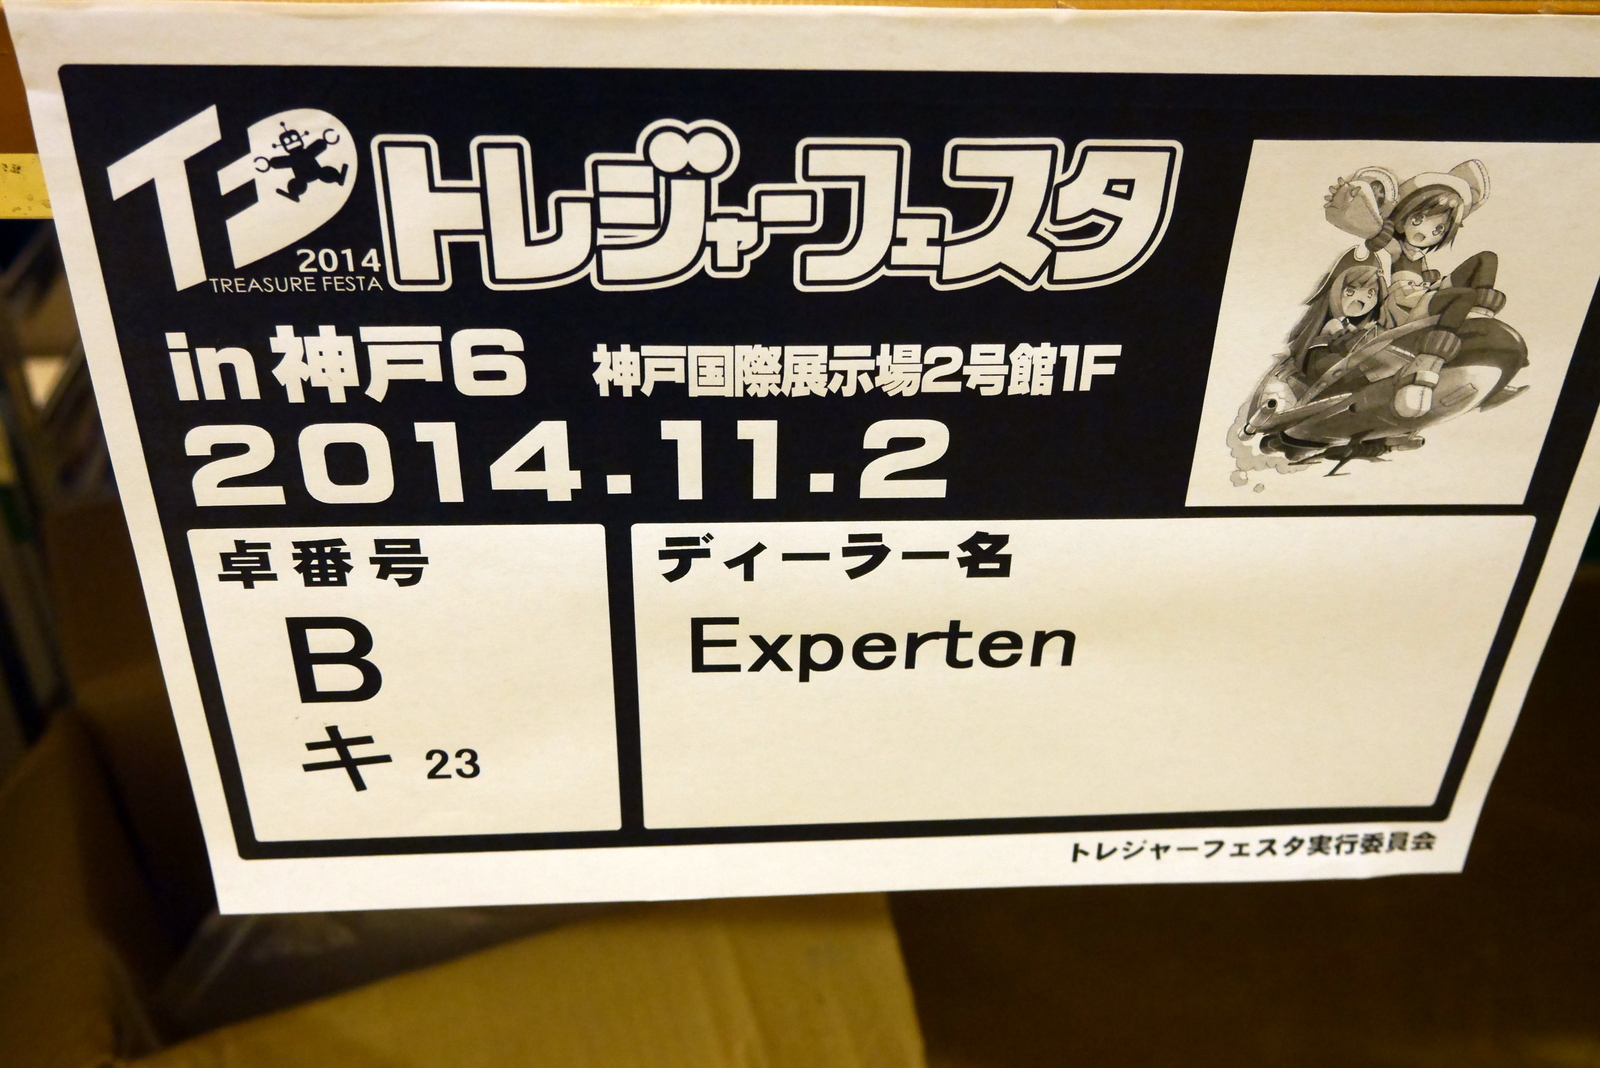 トレジャーフェスタ
2014
TREASURE FESTA
in神戸6 神戸国際展示場2号館1F
2014.11.2
卓番号
B
キ 23
ディーラー名
Experten
トレジャーフェスタ実行委員会